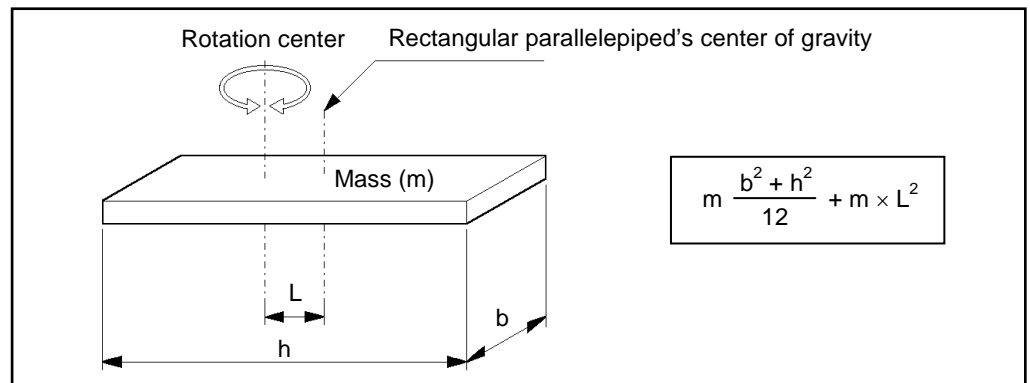 Rotation center
Rectangular parallelepiped's center of gravity
Mass (m)
m (b² + h²)/12 + m × L²
L
b
h